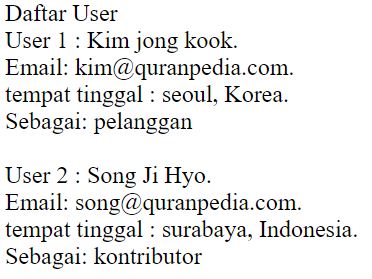 Daftar User
User 1 : Kim jong kook.
Email: kim@quranpedia.com.
tempat tinggal : seoul, Korea.
Sebagai: pelanggan

User 2 : Song Ji Hyo.
Email: song@quranpedia.com.
tempat tinggal : surabaya, Indonesia.
Sebagai: kontributor